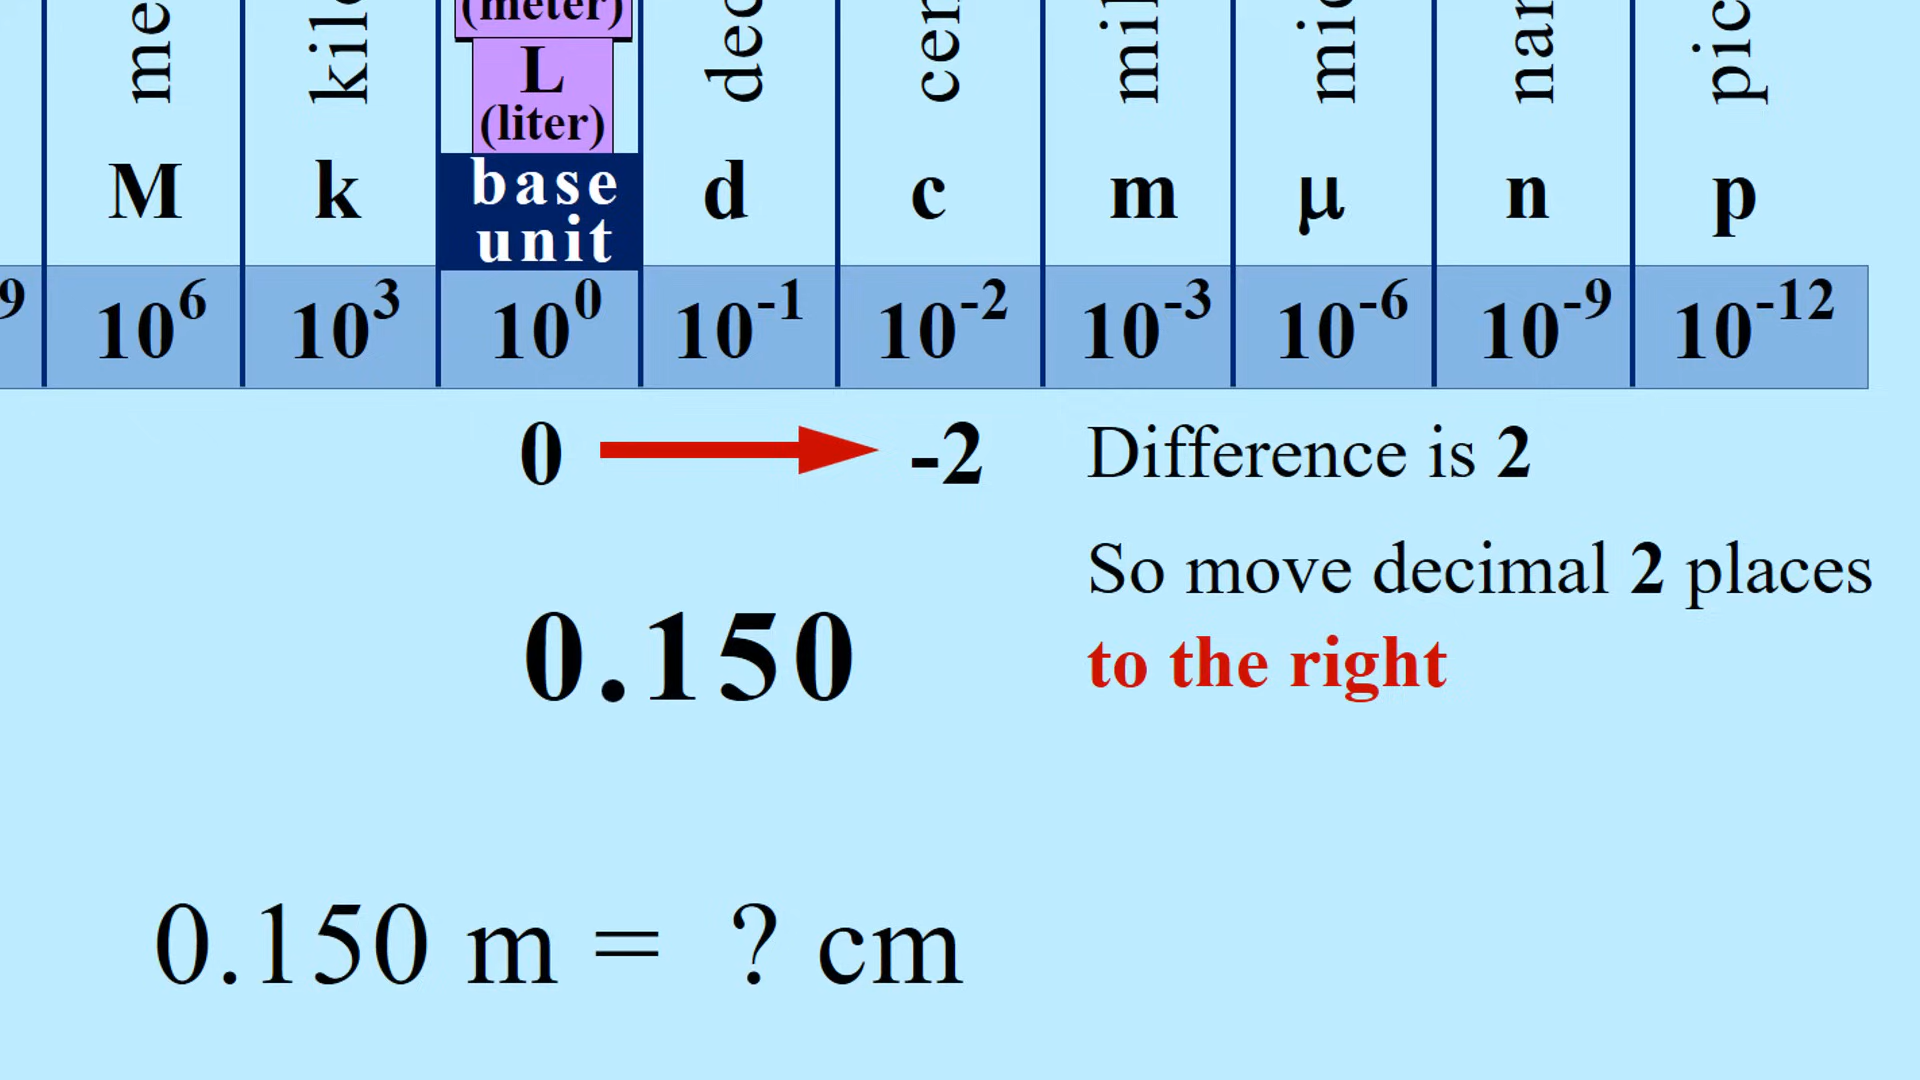 (meter)
L
(liter)
M k base unit d c m μ n p
9 10⁶ 10³ 10⁰ 10⁻¹ 10⁻² 10⁻³ 10⁻⁶ 10⁻⁹ 10⁻¹²
0 -2 Difference is 2
So move decimal 2 places
to the right
0.150
0.150 m = ? cm